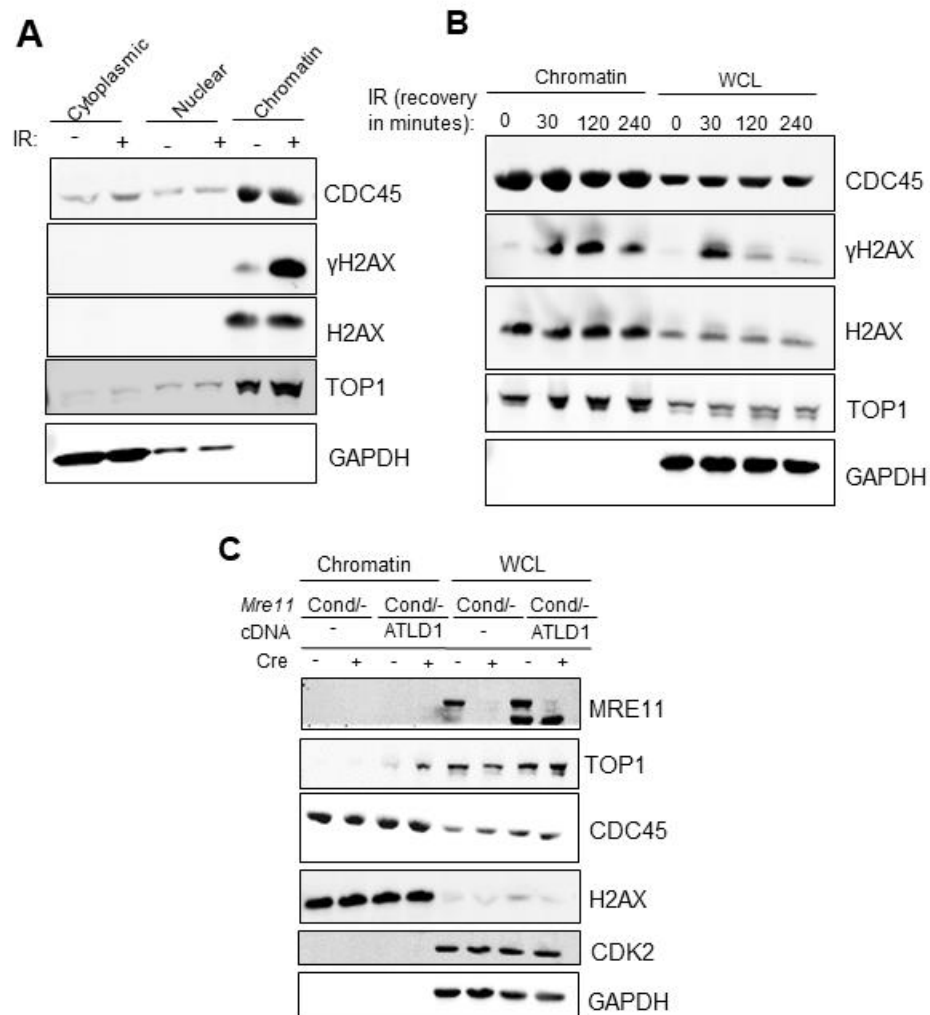 A
Cytoplasmic Nuclear Chromatin
IR: - + - + - +
CDC45
γH2AX
H2AX
TOP1
GAPDH
B
Chromatin WCL
IR (recovery
in minutes): 0 30 120 240 0 30 120 240
CDC45
γH2AX
H2AX
TOP1
GAPDH
C
Chromatin WCL
Mre11 Cond/- Cond/- Cond/- Cond/-
cDNA - ATLD1 - ATLD1
Cre - + - + - + - +
MRE11
TOP1
CDC45
H2AX
CDK2
GAPDH